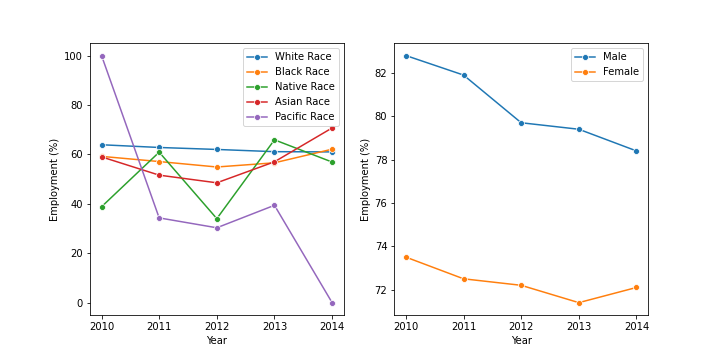 White Race
Black Race
Native Race
Asian Race
Pacific Race
100
80
60
40
20
0
Employment (%)
2010 2011 2012 2013 2014
Year
Male
Female
82
80
78
76
74
72
Employment (%)
2010 2011 2012 2013 2014
Year